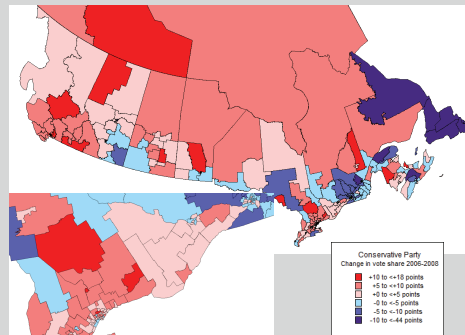 Conservative Party
Change in vote share 2006-2008
+10 to <+18 points
+5 to <+10 points
+0 to <+5 points
-0 to <-5 points
-5 to <-10 points
-10 to <-44 points